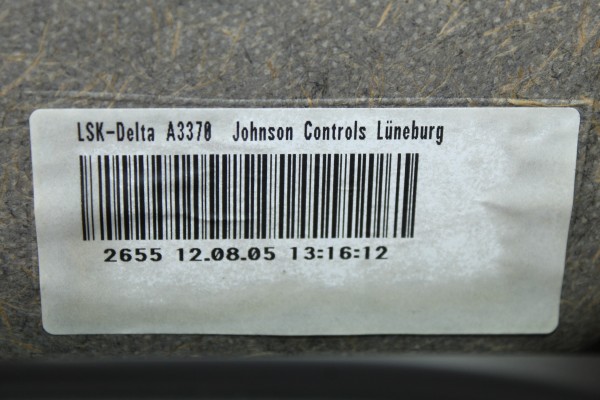 LSK-Delta A3370 Johnson Controls Lüneburg
2655 12.08.05 13:16:12